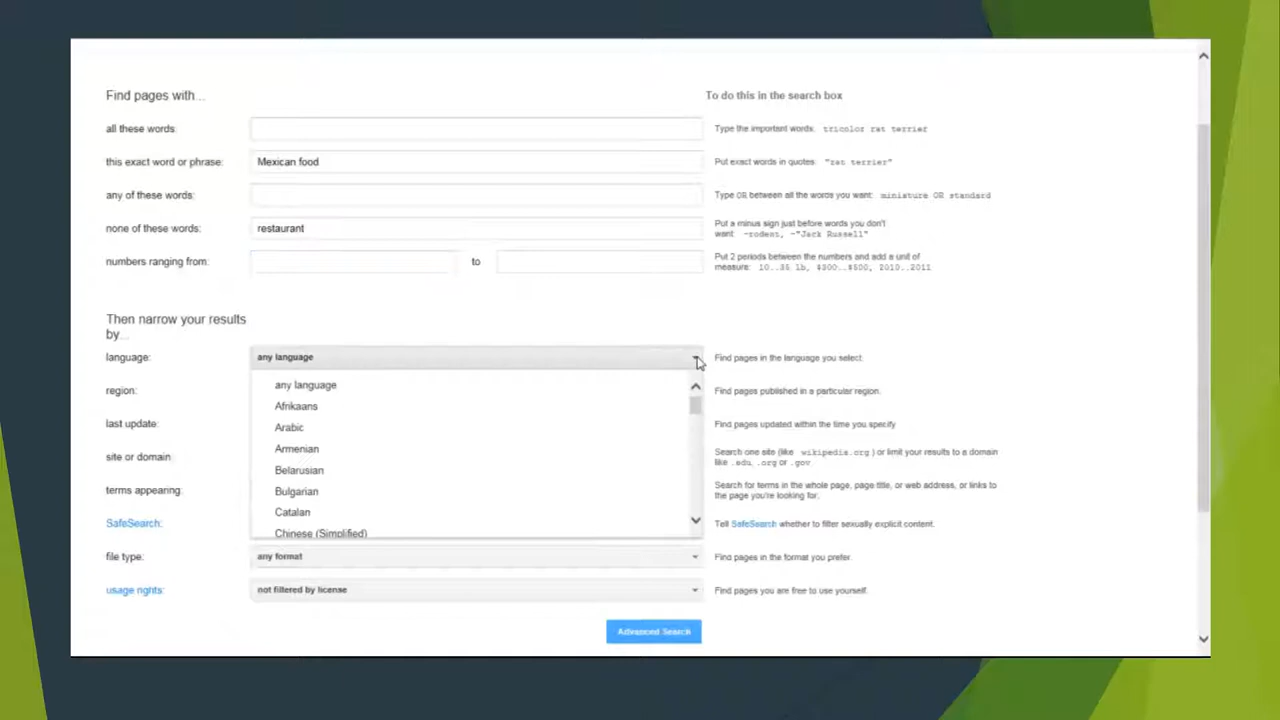 Find pages with...
To do this in the search box
all these words:
Type the important words: tricolor rat terrier
this exact word or phrase:
Mexican food
Put exact words in quotes: "rat terrier"
any of these words:
Type OR between all the words you want: miniature OR standard
none of these words:
restaurant
Put a minus sign just before words you don't
want: -rodent, -"Jack Russell"
numbers ranging from:
to
Put 2 periods between the numbers and add a unit of
measure: 10..35 lb, $300..$500, 2010..2011
Then narrow your results
by...
language:
any language
Find pages in the language you select.
any language
Afrikaans
Arabic
Armenian
Belarusian
Bulgarian
Catalan
Chinese (Simplified)
region:
Find pages published in a particular region.
last update:
Find pages updated within the time you specify
site or domain:
Search one site (like wikipedia.org ) or limit your results to a domain
like .edu, .org or .gov
terms appearing:
Search for terms in the whole page, page title, or web address, or links to
the page you're looking for.
SafeSearch:
Tell SafeSearch whether to filter sexually explicit content.
file type:
any format
Find pages in the format you prefer.
usage rights:
not filtered by license
Find pages you are free to use yourself.
Advanced Search